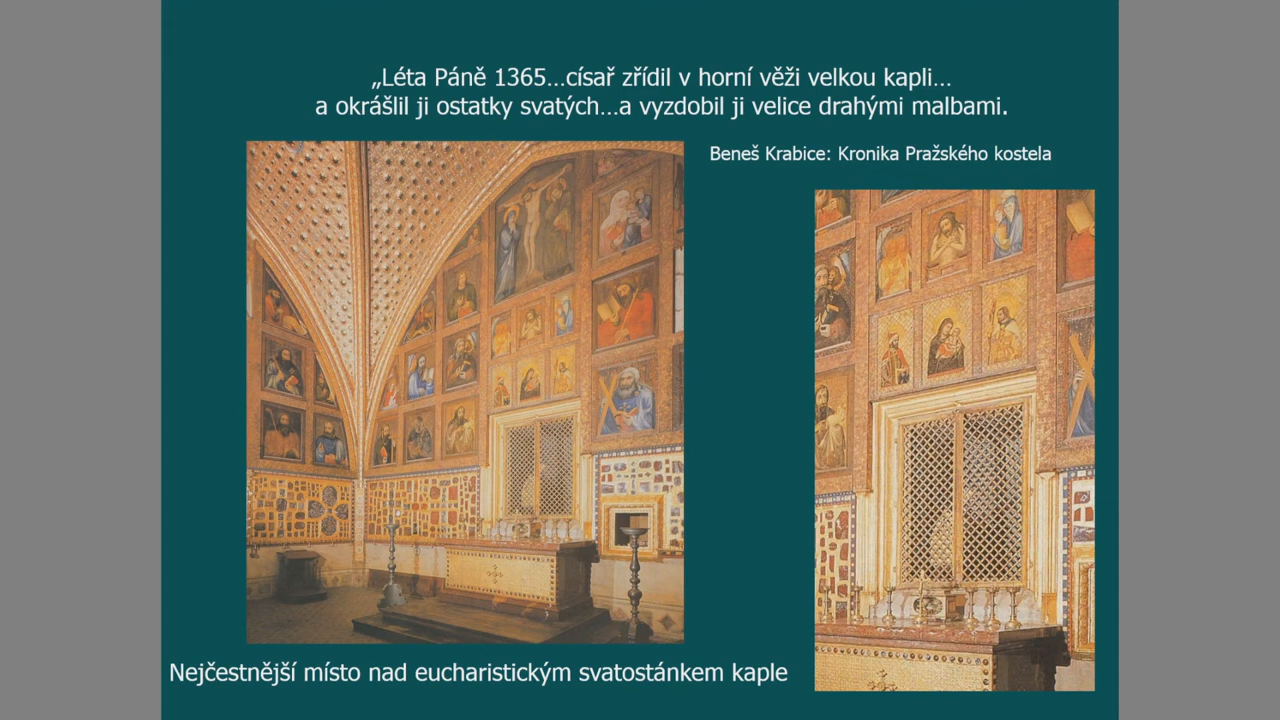 „Léta Páně 1365...císař zřídil v horní věži velkou kapli...
a okrášlil ji ostatky svatých...a vyzdobil ji velice drahými malbami.
Beneš Krabice: Kronika Pražského kostela
Nejčestnější místo nad eucharistickým svatostánkem kaple